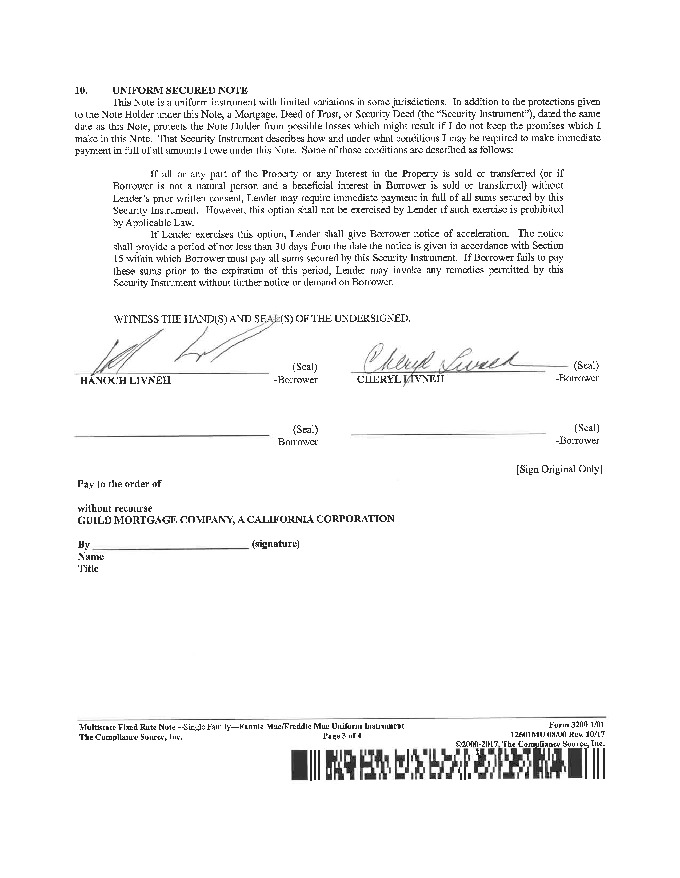 10. UNIFORM SECURED NOTE
This Note is a uniform instrument with limited variations in some jurisdictions. In addition to the protections given
to the Note Holder under this Note, a Mortgage, Deed of Trust, or Security Deed (the “Security Instrument”), dated the same
date as this Note, protects the Note Holder from possible losses which might result if I do not keep the promises which I
make in this Note. That Security Instrument describes how and under what conditions I may be required to make immediate
payment in full of all amounts I owe under this Note. Some of those conditions are described as follows:
If all or any part of the Property or any Interest in the Property is sold or transferred (or if
Borrower is not a natural person and a beneficial interest in Borrower is sold or transferred) without
Lender’s prior written consent, Lender may require immediate payment in full of all sums secured by this
Security Instrument. However, this option shall not be exercised by Lender if such exercise is prohibited
by Applicable Law.
If Lender exercises this option, Lender shall give Borrower notice of acceleration. The notice
shall provide a period of not less than 30 days from the date the notice is given in accordance with Section
15 within which Borrower must pay all sums secured by this Security Instrument. If Borrower fails to pay
these sums prior to the expiration of this period, Lender may invoke any remedies permitted by this
Security Instrument without further notice or demand on Borrower.
WITNESS THE HAND(S) AND SEAL(S) OF THE UNDERSIGNED.
Cheryl Livneh
(Seal) (Seal)
HANOCH LIVNEH -Borrower CHERYL LIVNEH -Borrower
(Seal) (Seal)
Borrower -Borrower
[Sign Original Only]
Pay to the order of
without recourse
GUILD MORTGAGE COMPANY, A CALIFORNIA CORPORATION
By (signature)
Name
Title
Multistate Fixed Rate Note --Single Family—Fannie Mae/Freddie Mac Uniform Instrument Form 3200 1/01
The Compliance Source, Inc. Page 3 of 4 12601MU 08/00 Rev. 10/17
©2000-2017, The Compliance Source, Inc.